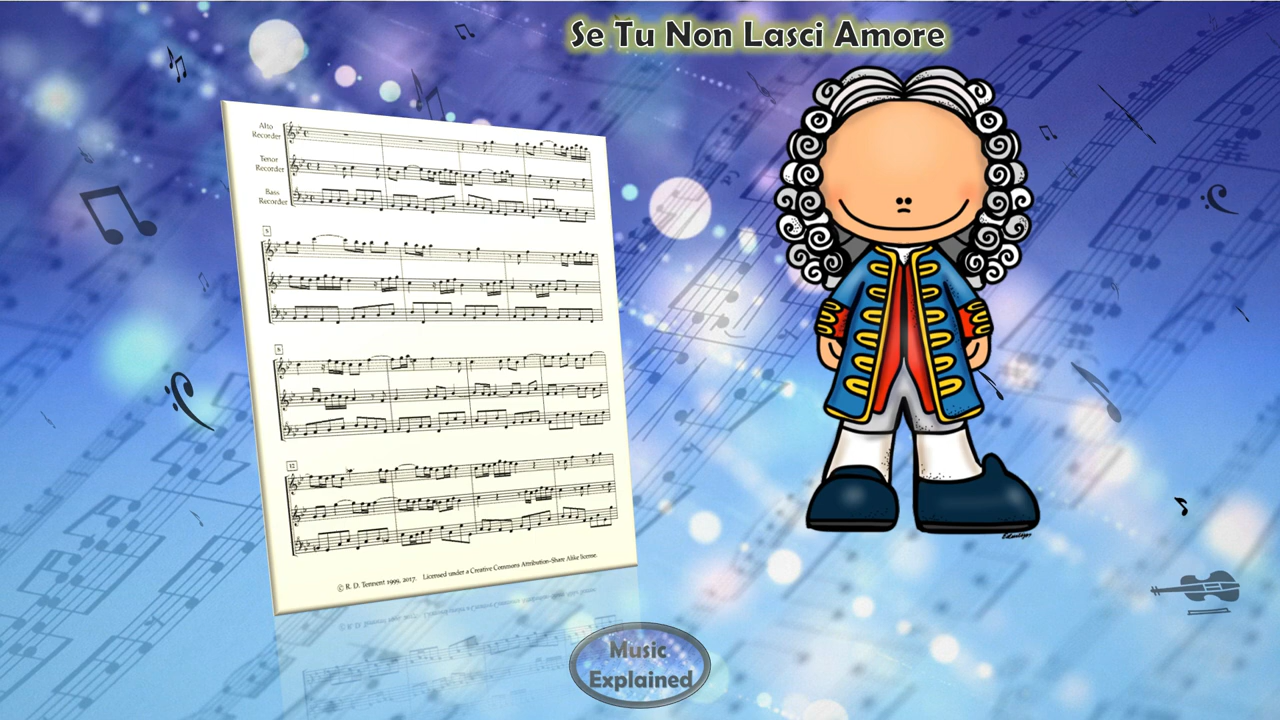 Se Tu Non Lasci Amore
Alto
Recorder
Tenor
Recorder
Bass
Recorder
5
12
© R. D. Tennent 1999, 2017. Licensed under a Creative Commons Attribution-Share Alike license.
Music
Explained